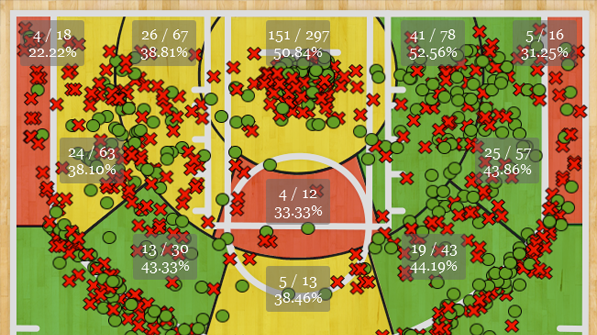 4 / 18
22.22%
26 / 67
38.81%
151 / 297
50.84%
41 / 78
52.56%
5 / 16
31.25%
24 / 63
38.10%
25 / 57
43.86%
4 / 12
33.33%
13 / 30
43.33%
19 / 43
44.19%
5 / 13
38.46%